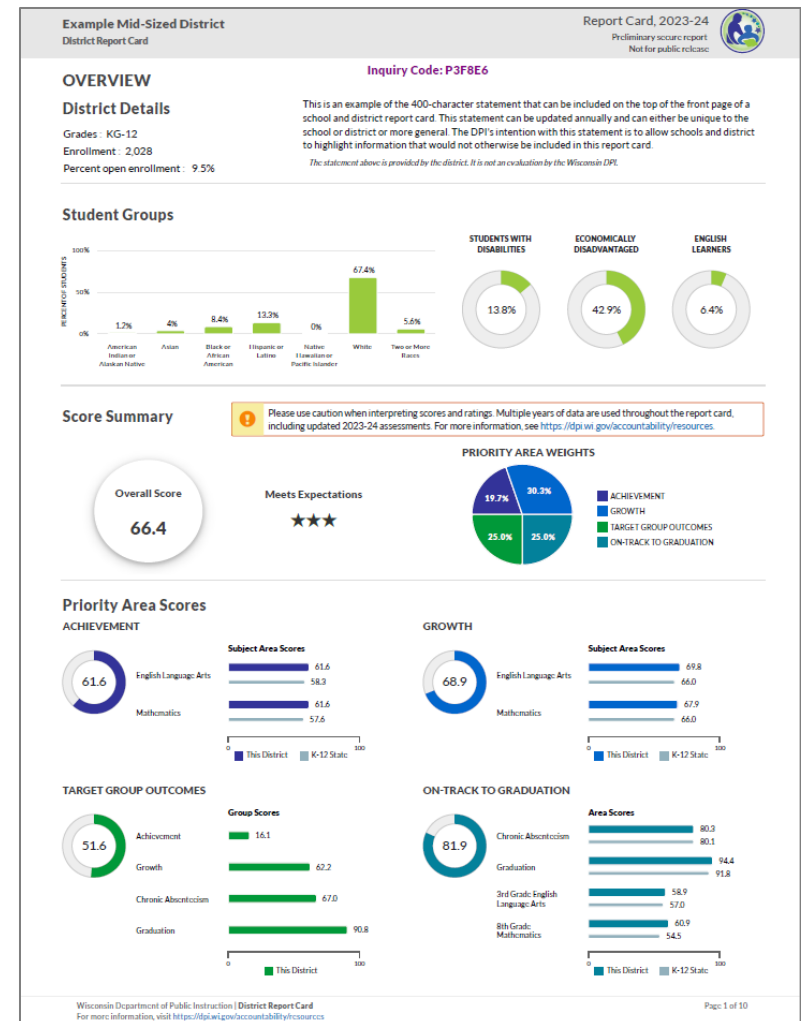 Example Mid-Sized District
District Report Card
Report Card, 2023-24
Preliminary secure report
Not for public release
OVERVIEW
Inquiry Code: P3F8E6
District Details
Grades : KG-12
Enrollment : 2,028
Percent open enrollment : 9.5%
This is an example of the 400-character statement that can be included on the top of the front page of a
school and district report card. This statement can be updated annually and can either be unique to the
school or district or more general. The DPI's intention with this statement is to allow schools and district
to highlight information that would not otherwise be included in this report card.
The statement above is provided by the district. It is not an evaluation by the Wisconsin DPI.
Student Groups
PERCENT OF STUDENTS
100%
50%
0%
1.2%
4%
8.4%
13.3%
0%
67.4%
5.6%
American
Indian or
Alaskan Native
Asian
Black or
African
American
Hispanic or
Latino
Native
Hawaiian or
Pacific Islander
White
Two or More
Races
STUDENTS WITH
DISABILITIES
13.8%
ECONOMICALLY
DISADVANTAGED
42.9%
ENGLISH
LEARNERS
6.4%
Score Summary
Please use caution when interpreting scores and ratings. Multiple years of data are used throughout the report card,
including updated 2023-24 assessments. For more information, see https://dpi.wi.gov/accountability/resources.
Overall Score
66.4
Meets Expectations
★★★
PRIORITY AREA WEIGHTS
19.7%
30.3%
25.0%
25.0%
ACHIEVEMENT
GROWTH
TARGET GROUP OUTCOMES
ON-TRACK TO GRADUATION
Priority Area Scores
ACHIEVEMENT
61.6
Subject Area Scores
English Language Arts
61.6
58.3
Mathematics
61.6
57.6
0
100
This District
K-12 State
GROWTH
68.9
Subject Area Scores
English Language Arts
69.8
66.0
Mathematics
67.9
66.0
0
100
This District
K-12 State
TARGET GROUP OUTCOMES
51.6
Group Scores
Achievement
16.1
Growth
62.2
Chronic Absenteeism
67.0
Graduation
90.8
0
100
This District
ON-TRACK TO GRADUATION
81.9
Area Scores
Chronic Absenteeism
80.3
80.1
Graduation
94.4
91.8
3rd Grade English
Language Arts
58.9
57.0
8th Grade
Mathematics
60.9
54.5
0
100
This District
K-12 State
Wisconsin Department of Public Instruction | District Report Card
For more information, visit https://dpi.wi.gov/accountability/resources
Page 1 of 10